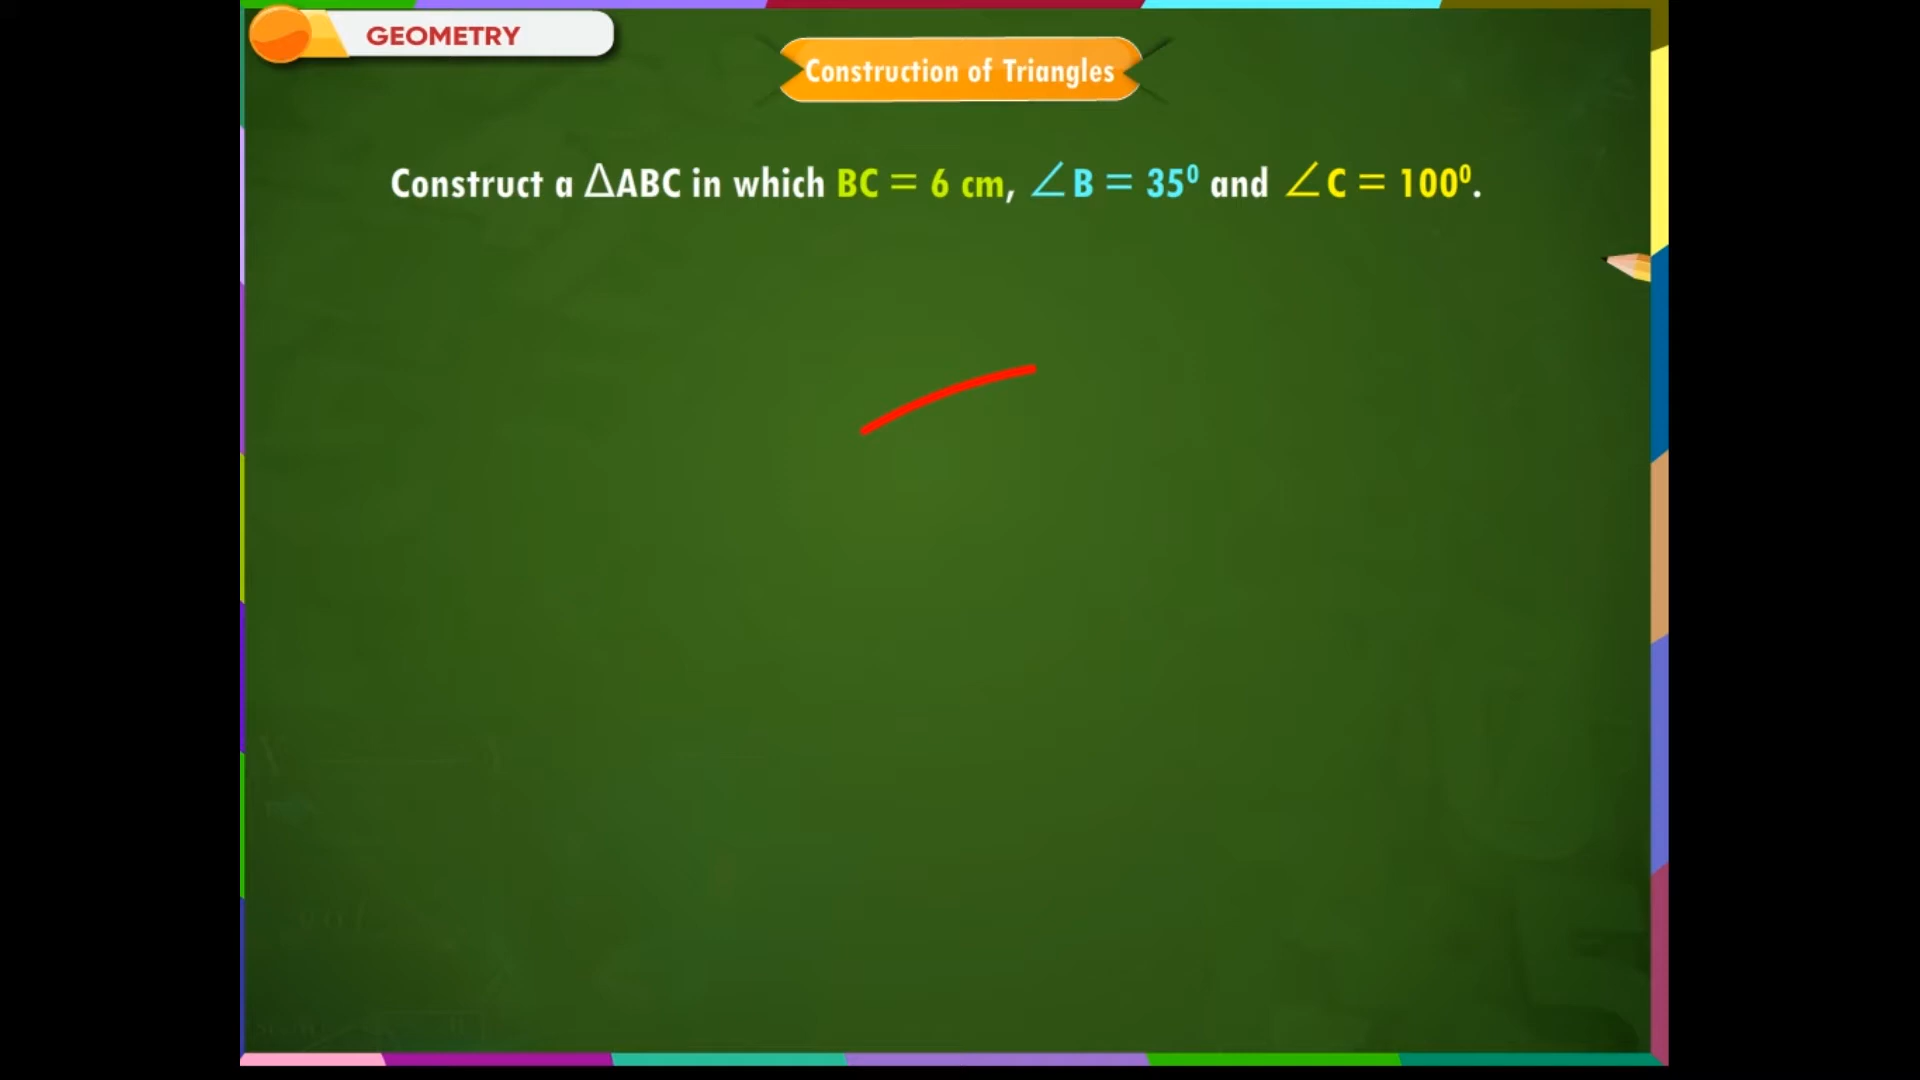 GEOMETRY
Construction of Triangles
Construct a △ABC in which BC = 6 cm, ∠B = 35⁰ and ∠C = 100⁰.